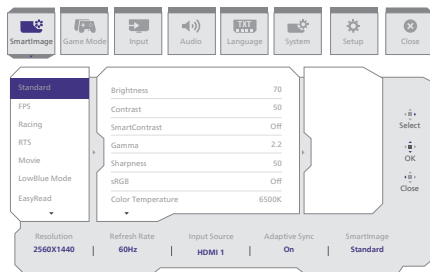 SmartImage
Game Mode
Input
Audio
TXT
Language
System
Setup
Close
Standard
FPS
Racing
RTS
Movie
LowBlue Mode
EasyRead
Brightness 70
Contrast 50
SmartContrast Off
Gamma 2.2
Sharpness 50
sRGB Off
Color Temperature 6500K
Select
OK
Close
Resolution Refresh Rate Input Source Adaptive Sync SmartImage
2560X1440 | 60Hz | HDMI 1 | On | Standard